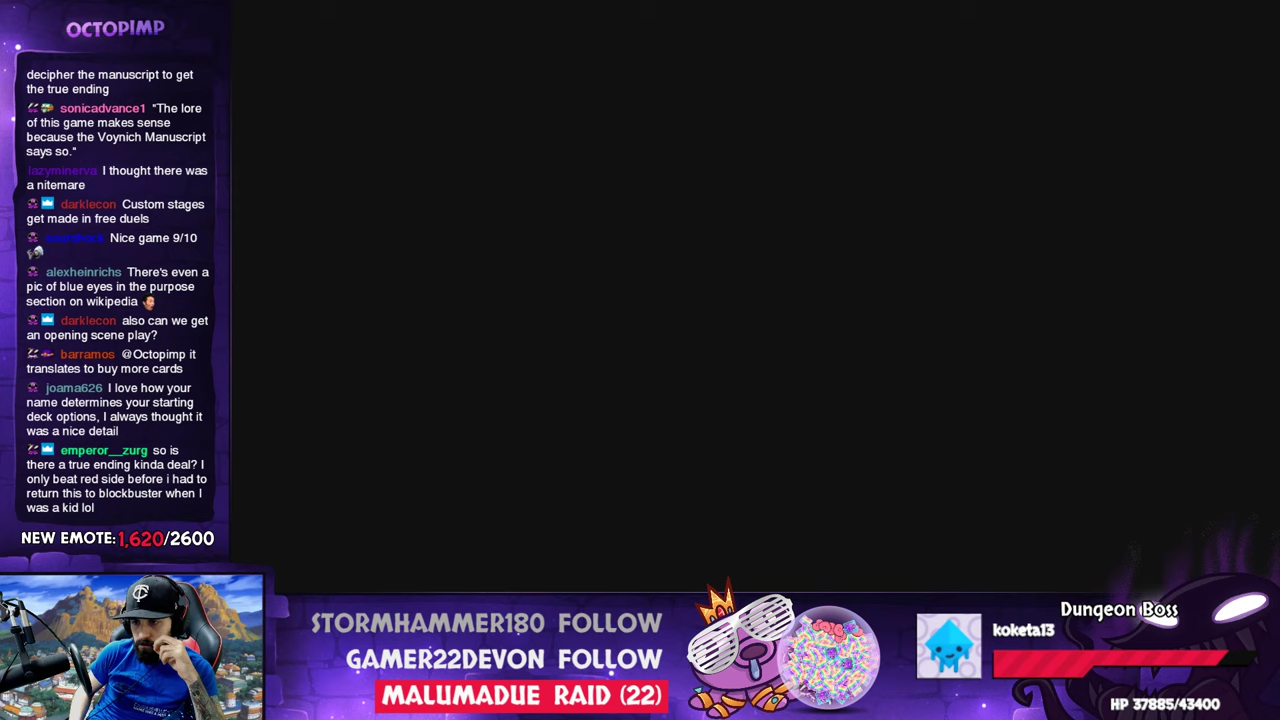 OCTOPIMP
decipher the manuscript to get
the true ending
sonicadvance1 "The lore
of this game makes sense
because the Voynich Manuscript
says so."
lazyminerva I thought there was
a nitemare
darklecon Custom stages
get made in free duels
Nice game 9/10
alexheinrichs There's even a
pic of blue eyes in the purpose
section on wikipedia
darklecon also can we get
an opening scene play?
barramos @Octopimp it
translates to buy more cards
joama626 I love how your
name determines your starting
deck options, I always thought it
was a nice detail
emperor__zurg so is
there a true ending kinda deal? I
only beat red side before i had to
return this to blockbuster when I
was a kid lol
NEW EMOTE: 1,620/2600
STORMHAMMER180 FOLLOW
GAMER22DEVON FOLLOW
MALUMADUE RAID (22)
Dungeon Boss
koketa13
HP 37885/43400